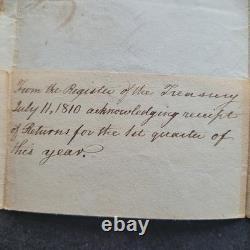 From the Register of the Treasury
July 11, 1810 acknowledging receipt
of Returns for the 1st quarter of
this year.
ebay